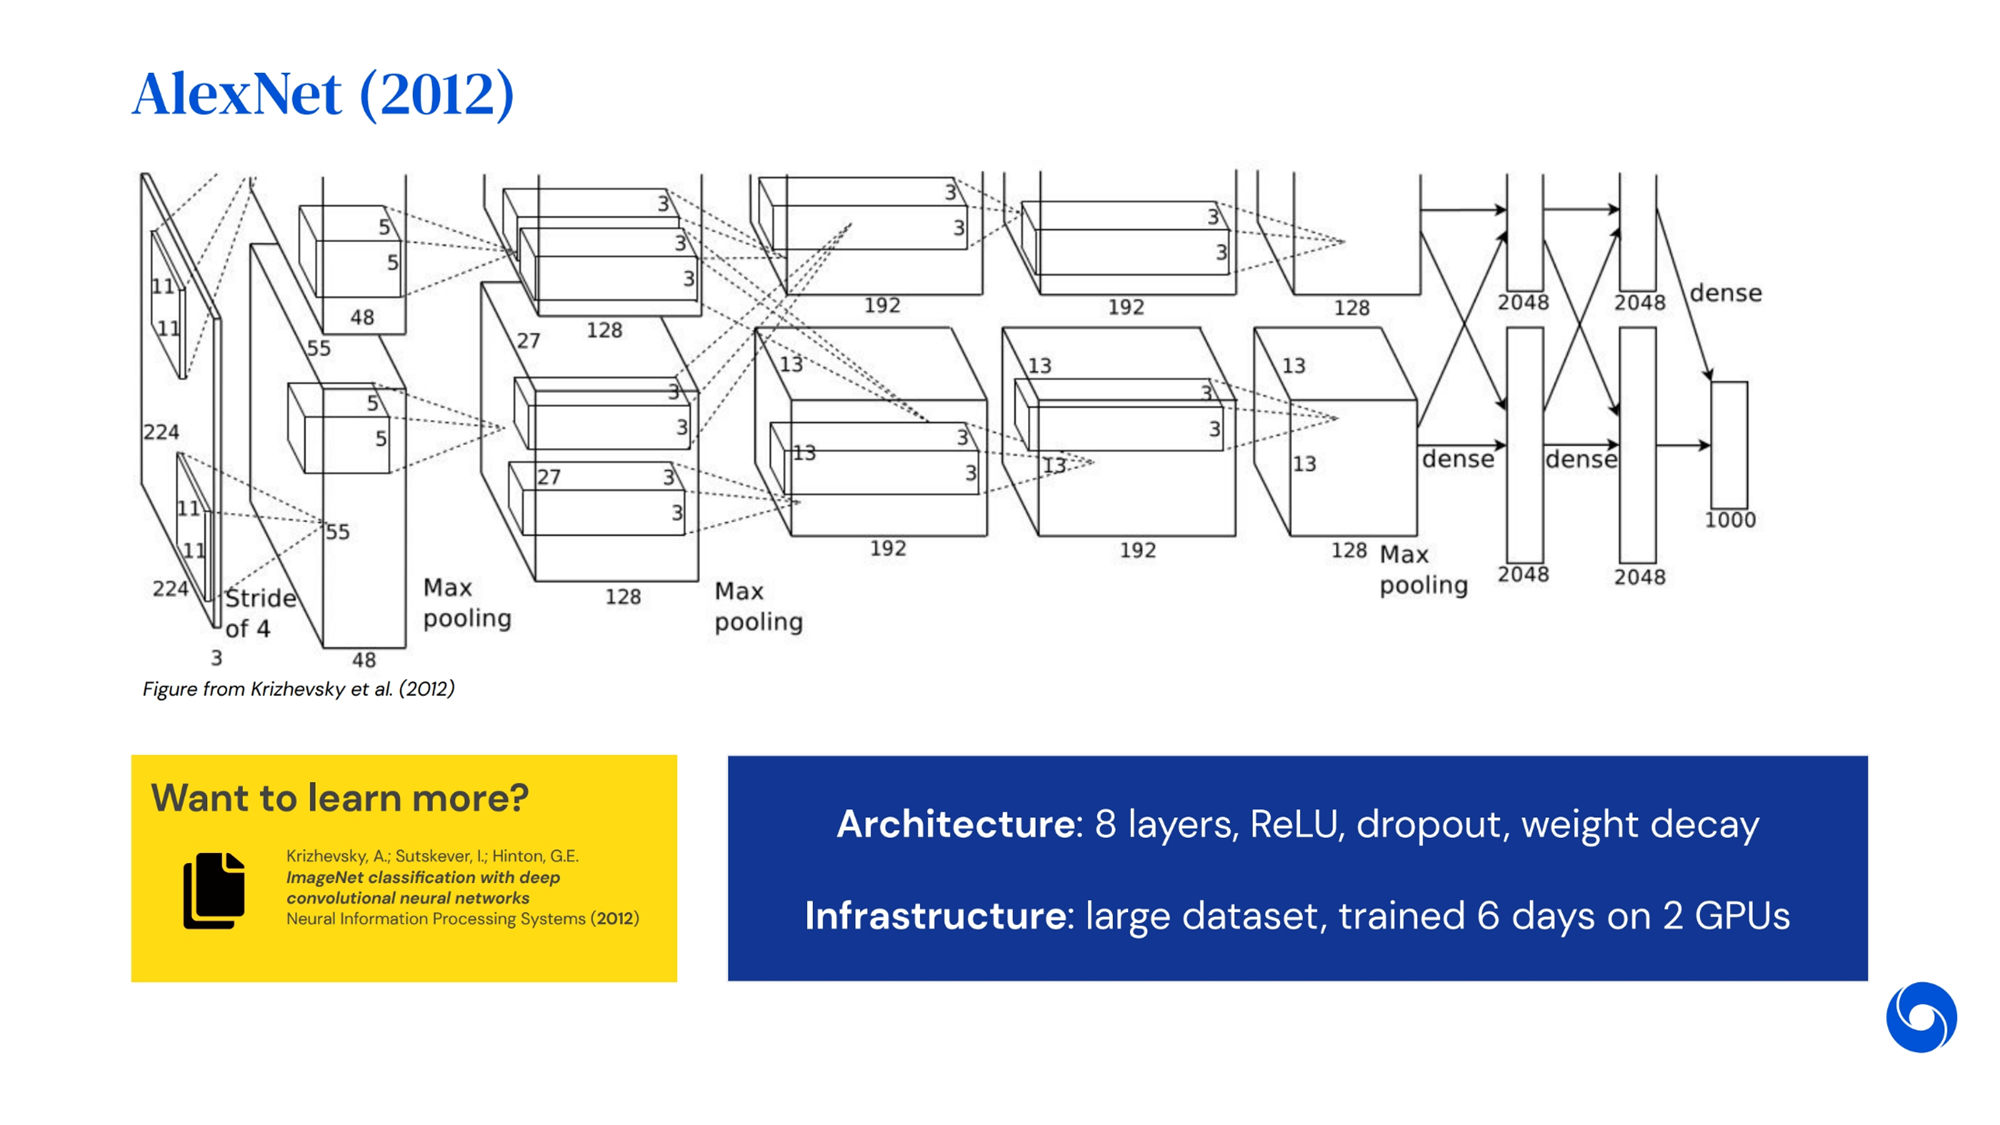 AlexNet (2012)
11
11
224
11
11
224
3
Stride
of 4
5
5
48
55
5
5
55
48
Max
pooling
3
3
3
128
27
3
3
27
3
3
128
Max
pooling
3
3
192
13
3
13
3
192
3
3
192
13
3
3
13
192
128
13
13
128
Max
pooling
dense
2048
2048
dense
2048
dense
2048
1000
Figure from Krizhevsky et al. (2012)
Want to learn more?
Krizhevsky, A.; Sutskever, I.; Hinton, G.E.
ImageNet classification with deep
convolutional neural networks
Neural Information Processing Systems (2012)
Architecture: 8 layers, ReLU, dropout, weight decay
Infrastructure: large dataset, trained 6 days on 2 GPUs